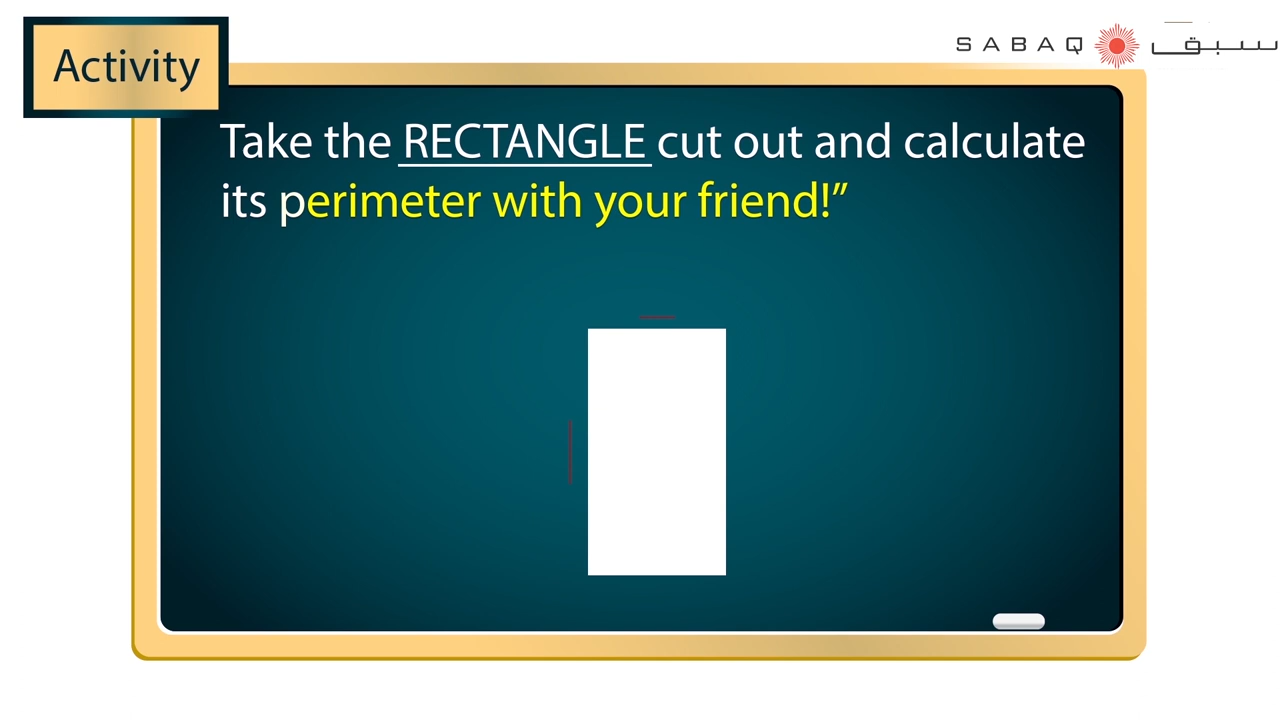 Activity
SABAQ سبق
Take the RECTANGLE cut out and calculate
its perimeter with your friend!”